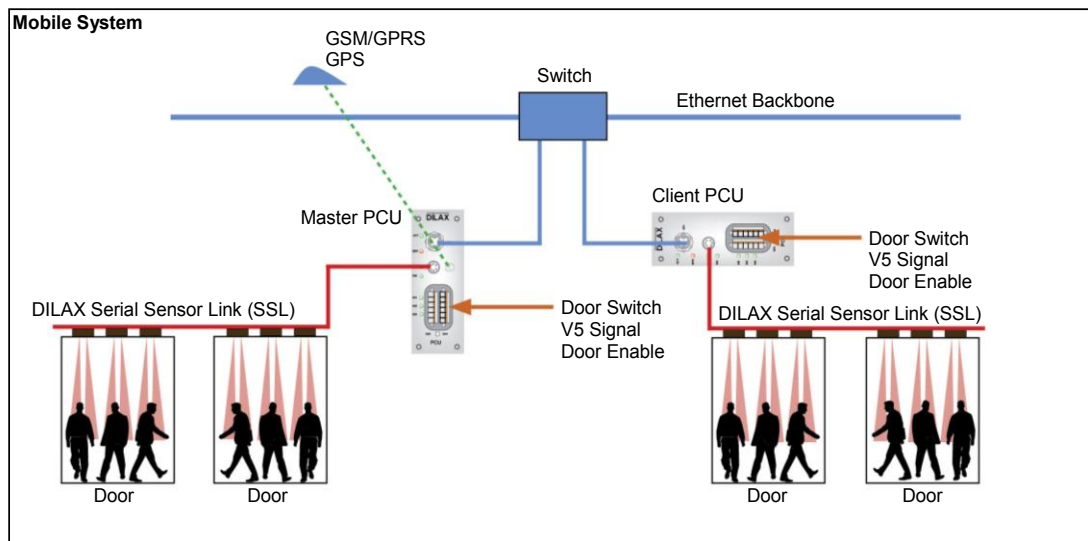 Mobile System
GSM/GPRS
GPS
Switch
Ethernet Backbone
Master PCU
DILAX
PCU
Client PCU
DILAX
Door Switch
V5 Signal
Door Enable
Door Switch
V5 Signal
Door Enable
DILAX Serial Sensor Link (SSL)
DILAX Serial Sensor Link (SSL)
Door
Door
Door
Door